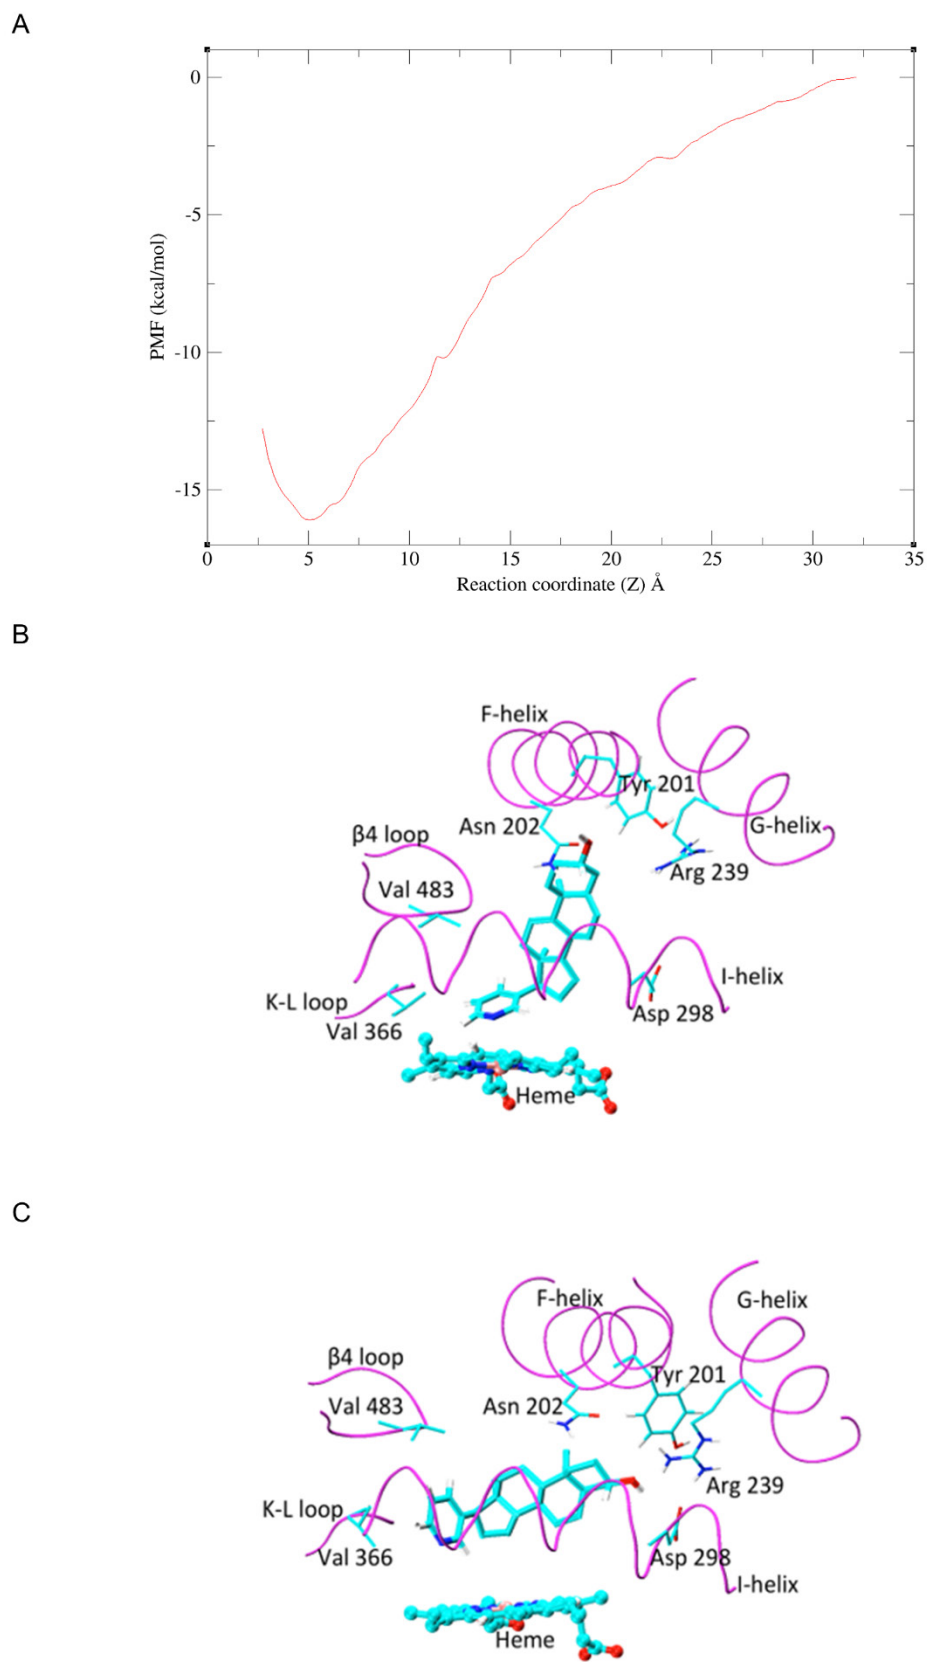 A
0
-5
-10
-15
PMF (kcal/mol)
0 5 10 15 20 25 30 35
Reaction coordinate (Z) Å
B
F-helix
Tyr 201
Asn 202
G-helix
β4 loop
Arg 239
Val 483
I-helix
K-L loop
Asp 298
Val 366
Heme
C
F-helix
G-helix
β4 loop
Tyr 201
Val 483
Asn 202
Arg 239
K-L loop
Val 366
Asp 298
I-helix
Heme